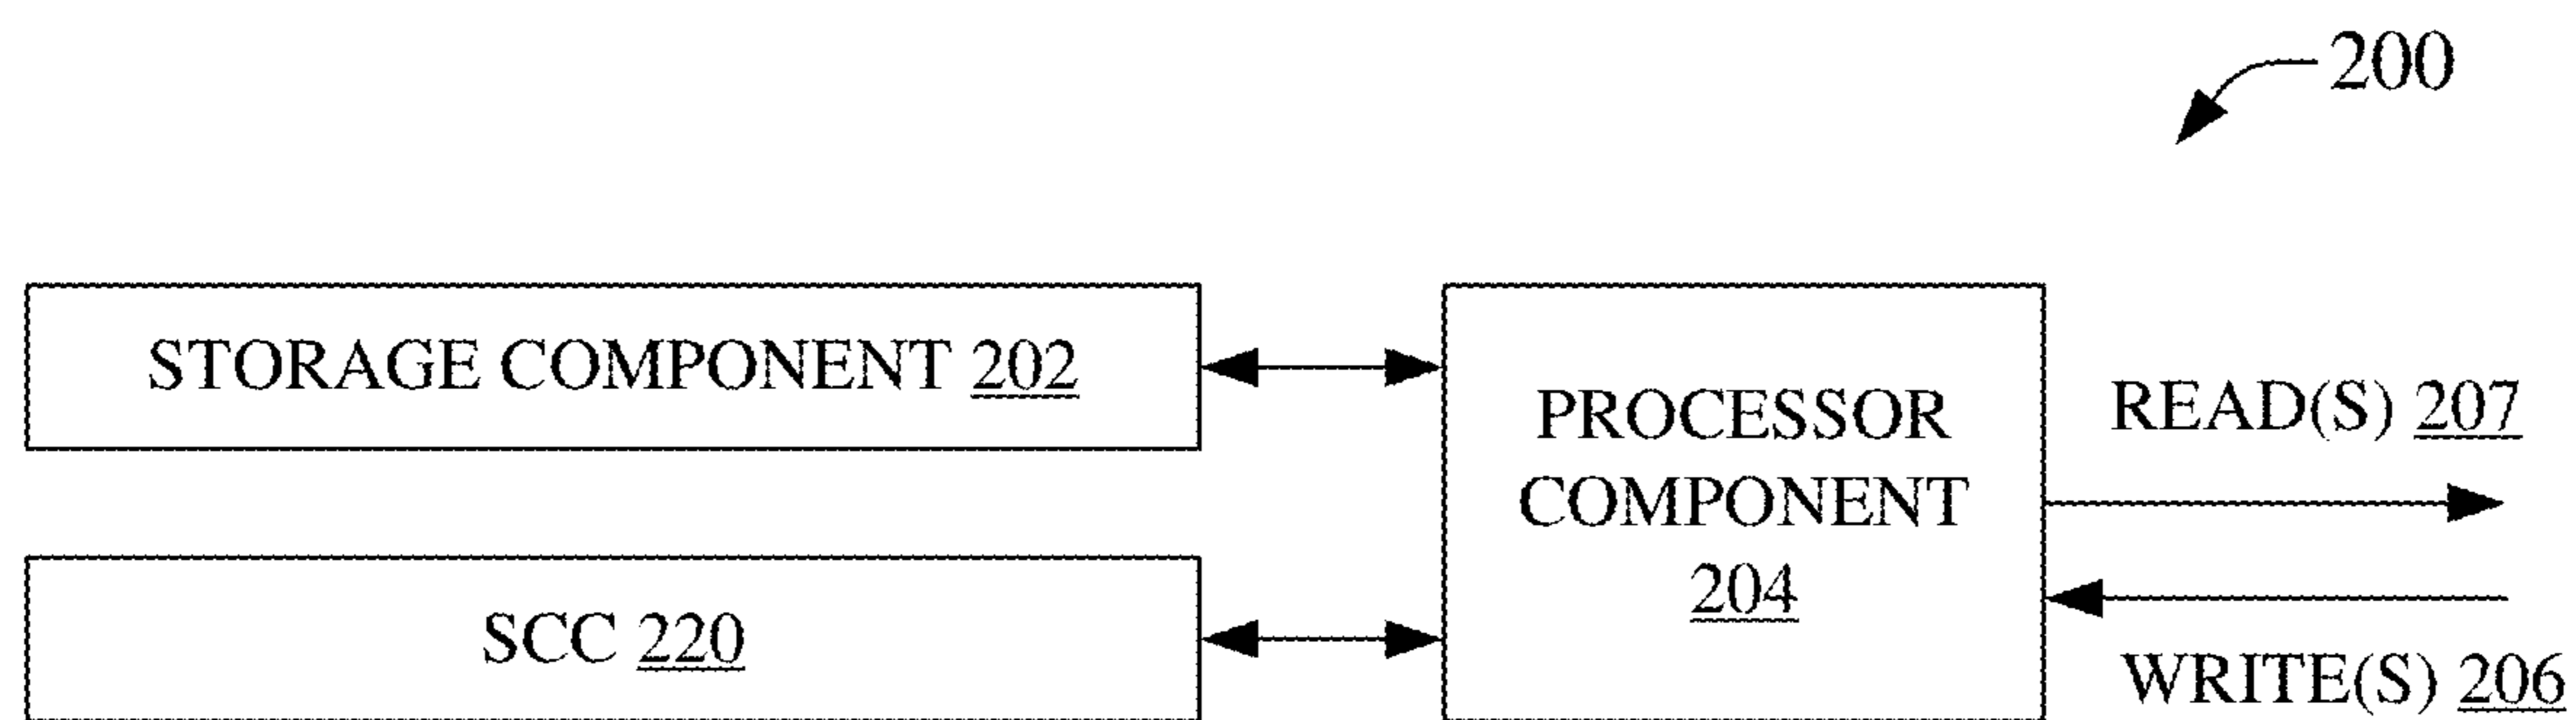 200
STORAGE COMPONENT 202
PROCESSOR
COMPONENT
204
READ(S) 207
SCC 220
WRITE(S) 206